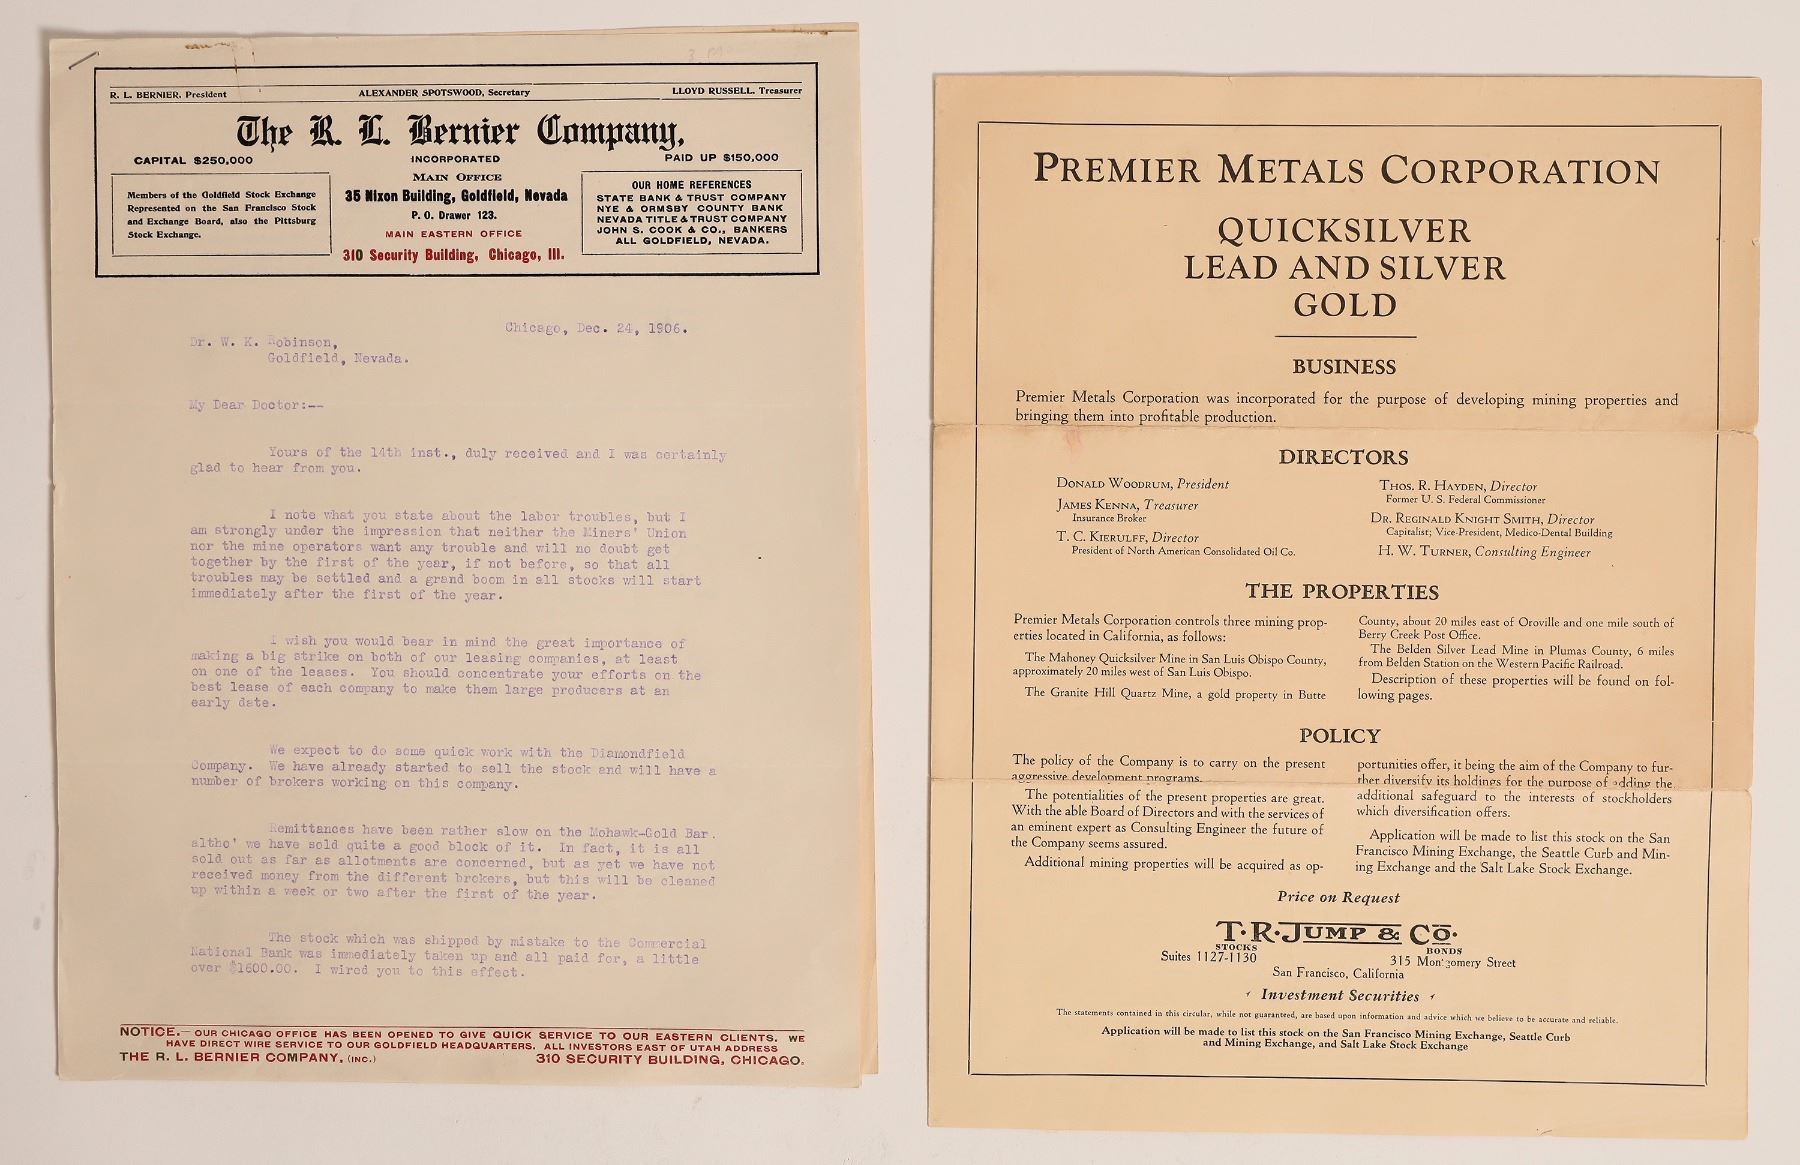 R. L. BERNIER, President
ALEXANDER SPOTSWOOD, Secretary
LLOYD RUSSELL, Treasurer
The R. L. Bernier Company,
CAPITAL $250,000
INCORPORATED
PAID UP $150,000
Members of the Goldfield Stock Exchange
Represented on the San Francisco Stock
and Exchange Board, also the Pittsburg
Stock Exchange.
MAIN OFFICE
35 Nixon Building, Goldfield, Nevada
P. O. Drawer 123.
MAIN EASTERN OFFICE
310 Security Building, Chicago, Ill.
OUR HOME REFERENCES
STATE BANK & TRUST COMPANY
NYE & ORMSBY COUNTY BANK
NEVADA TITLE & TRUST COMPANY
JOHN S. COOK & CO., BANKERS
ALL GOLDFIELD, NEVADA.
Chicago, Dec. 24, 1906.
Dr. W. K. Robinson,
Goldfield, Nevada.
My Dear Doctor:--
Yours of the 14th inst., duly received and I was certainly
glad to hear from you.
I note what you state about the labor troubles, but I
am strongly under the impression that neither the Miners' Union
nor the mine operators want any trouble and will no doubt get
together by the first of the year, if not before, so that all
troubles may be settled and a grand boom in all stocks will start
immediately after the first of the year.
I wish you would bear in mind the great importance of
making a big strike on both of our leasing companies, at least
on one of the leases. You should concentrate your efforts on the
best lease of each company to make them large producers at an
early date.
We expect to do some quick work with the Diamondfield
Company. We have already started to sell the stock and will have a
number of brokers working on this company.
Remittances have been rather slow on the Mohawk-Gold Bar.
altho' we have sold quite a good block of it. In fact, it is all
sold out as far as allotments are concerned, but as yet we have not
received money from the different brokers, but this will be cleaned
up within a week or two after the first of the year.
The stock which was shipped by mistake to the Commercial
National Bank was immediately taken up and all paid for, a little
over $1600.00. I wired you to this effect.
NOTICE.— OUR CHICAGO OFFICE HAS BEEN OPENED TO GIVE QUICK SERVICE TO OUR EASTERN CLIENTS. WE
HAVE DIRECT WIRE SERVICE TO OUR GOLDFIELD HEADQUARTERS. ALL INVESTORS EAST OF UTAH ADDRESS
THE R. L. BERNIER COMPANY, (INC.) 310 SECURITY BUILDING, CHICAGO.
PREMIER METALS CORPORATION
QUICKSILVER
LEAD AND SILVER
GOLD
BUSINESS
Premier Metals Corporation was incorporated for the purpose of developing mining properties and
bringing them into profitable production.
DIRECTORS
DONALD WOODRUM, President
JAMES KENNA, Treasurer
Insurance Broker
T. C. KIERULFF, Director
President of North American Consolidated Oil Co.
THOS. R. HAYDEN, Director
Former U. S. Federal Commissioner
DR. REGINALD KNIGHT SMITH, Director
Capitalist; Vice-President, Medico-Dental Building
H. W. TURNER, Consulting Engineer
THE PROPERTIES
Premier Metals Corporation controls three mining prop-
erties located in California, as follows:
The Mahoney Quicksilver Mine in San Luis Obispo County,
approximately 20 miles west of San Luis Obispo.
The Granite Hill Quartz Mine, a gold property in Butte
County, about 20 miles east of Oroville and one mile south of
Berry Creek Post Office.
The Belden Silver Lead Mine in Plumas County, 6 miles
from Belden Station on the Western Pacific Railroad.
Description of these properties will be found on fol-
lowing pages.
POLICY
The policy of the Company is to carry on the present
aggressive development programs.
The potentialities of the present properties are great.
With the able Board of Directors and with the services of
an eminent expert as Consulting Engineer the future of
the Company seems assured.
Additional mining properties will be acquired as op-
portunities offer, it being the aim of the Company to fur-
ther diversify its holdings for the purpose of adding the
additional safeguard to the interests of stockholders
which diversification offers.
Application will be made to list this stock on the San
Francisco Mining Exchange, the Seattle Curb and Min-
ing Exchange and the Salt Lake Stock Exchange.
Price on Request
T·R·JUMP & CO·
STOCKS BONDS
Suites 1127-1130 315 Montgomery Street
San Francisco, California
Investment Securities
The statements contained in this circular, while not guaranteed, are based upon information and advice which we believe to be accurate and reliable.
Application will be made to list this stock on the San Francisco Mining Exchange, Seattle Curb
and Mining Exchange, and Salt Lake Stock Exchange